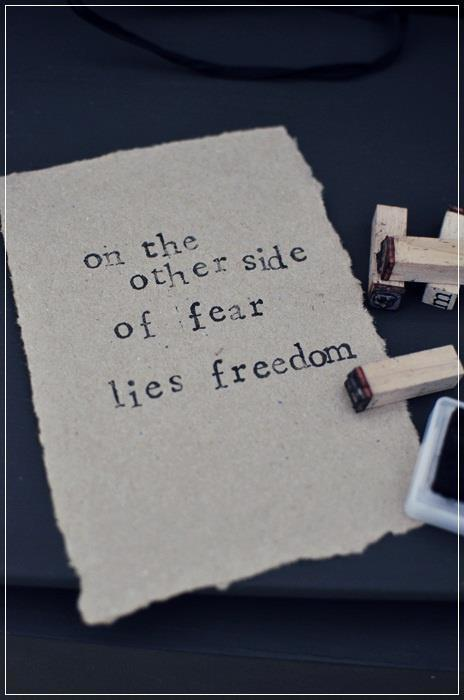 on the
other side
of fear
lies freedom
m